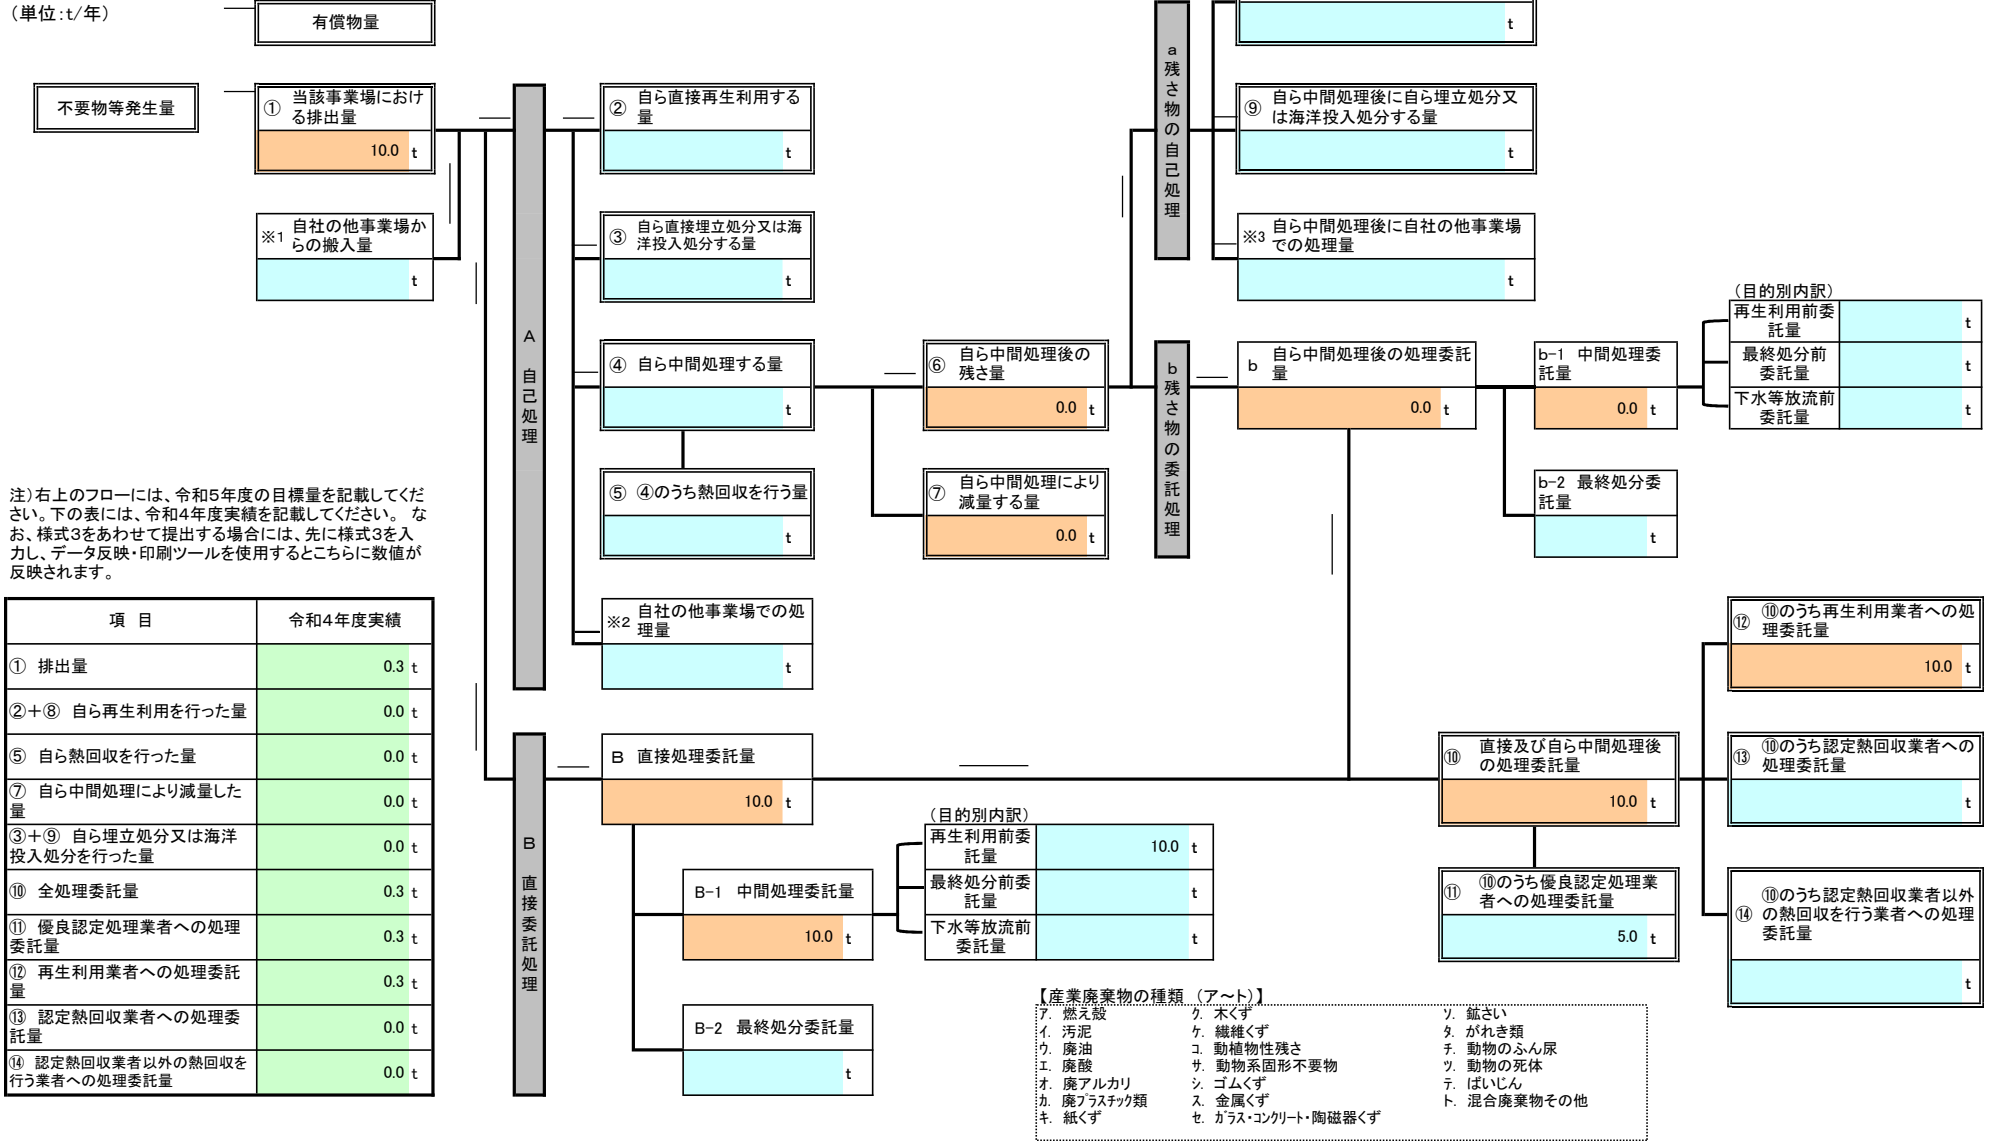 （単位：t/年）
有償物量
不要物等発生量
① 当該事業場におけ
る排出量
10.0 t
※1 自社の他事業場か
らの搬入量
t
A 自己処理
② 自ら直接再生利用する
量
t
③ 自ら直接埋立処分又は海
洋投入処分する量
t
④ 自ら中間処理する量
t
⑤ ④のうち熱回収を行う量
t
※2 自社の他事業場での処
理量
t
⑥ 自ら中間処理後の
残さ量
0.0 t
⑦ 自ら中間処理により
減量する量
0.0 t
a 残さ物の自己処理
t
⑨ 自ら中間処理後に自ら埋立処分又
は海洋投入処分する量
t
※3 自ら中間処理後に自社の他事業場
での処理量
t
b 残さ物の委託処理
b 自ら中間処理後の処理委託
量
0.0 t
b-1 中間処理委
託量
0.0 t
b-2 最終処分委
託量
t
（目的別内訳）
再生利用前委
託量
t
最終処分前
委託量
t
下水等放流前
委託量
t
注）右上のフローには、令和5年度の目標量を記載してくだ
さい。下の表には、令和4年度実績を記載してください。 な
お、様式3をあわせて提出する場合には、先に様式3を入
力し、データ反映・印刷ツールを使用するとこちらに数値が
反映されます。
項 目 令和4年度実績
① 排出量 0.3 t
②＋⑧ 自ら再生利用を行った量 0.0 t
⑤ 自ら熱回収を行った量 0.0 t
⑦ 自ら中間処理により減量した
量 0.0 t
③＋⑨ 自ら埋立処分又は海洋
投入処分を行った量 0.0 t
⑩ 全処理委託量 0.3 t
⑪ 優良認定処理業者への処理
委託量 0.3 t
⑫ 再生利用業者への処理委託
量 0.3 t
⑬ 認定熱回収業者への処理委
託量 0.0 t
⑭ 認定熱回収業者以外の熱回収を
行う業者への処理委託量 0.0 t
B 直接委託処理
B 直接処理委託量
10.0 t
B-1 中間処理委託量
10.0 t
B-2 最終処分委託量
t
（目的別内訳）
再生利用前委
託量
10.0 t
最終処分前委
託量
t
下水等放流前
委託量
t
⑩ 直接及び自ら中間処理後
の処理委託量
10.0 t
⑪ ⑩のうち優良認定処理業
者への処理委託量
5.0 t
⑫ ⑩のうち再生利用業者への処
理委託量
10.0 t
⑬ ⑩のうち認定熱回収業者への
処理委託量
t
⑭ ⑩のうち認定熱回収業者以外
の熱回収を行う業者への処理
委託量
t
【産業廃棄物の種類 （ア～ト）】
ア. 燃え殻 ク. 木くず ソ. 鉱さい
イ. 汚泥 ケ. 繊維くず タ. がれき類
ウ. 廃油 コ. 動植物性残さ チ. 動物のふん尿
エ. 廃酸 サ. 動物系固形不要物 ツ. 動物の死体
オ. 廃アルカリ シ. ゴムくず テ. ばいじん
カ. 廃プラスチック類 ス. 金属くず ト. 混合廃棄物その他
キ. 紙くず セ. ガラス・コンクリート・陶磁器くず